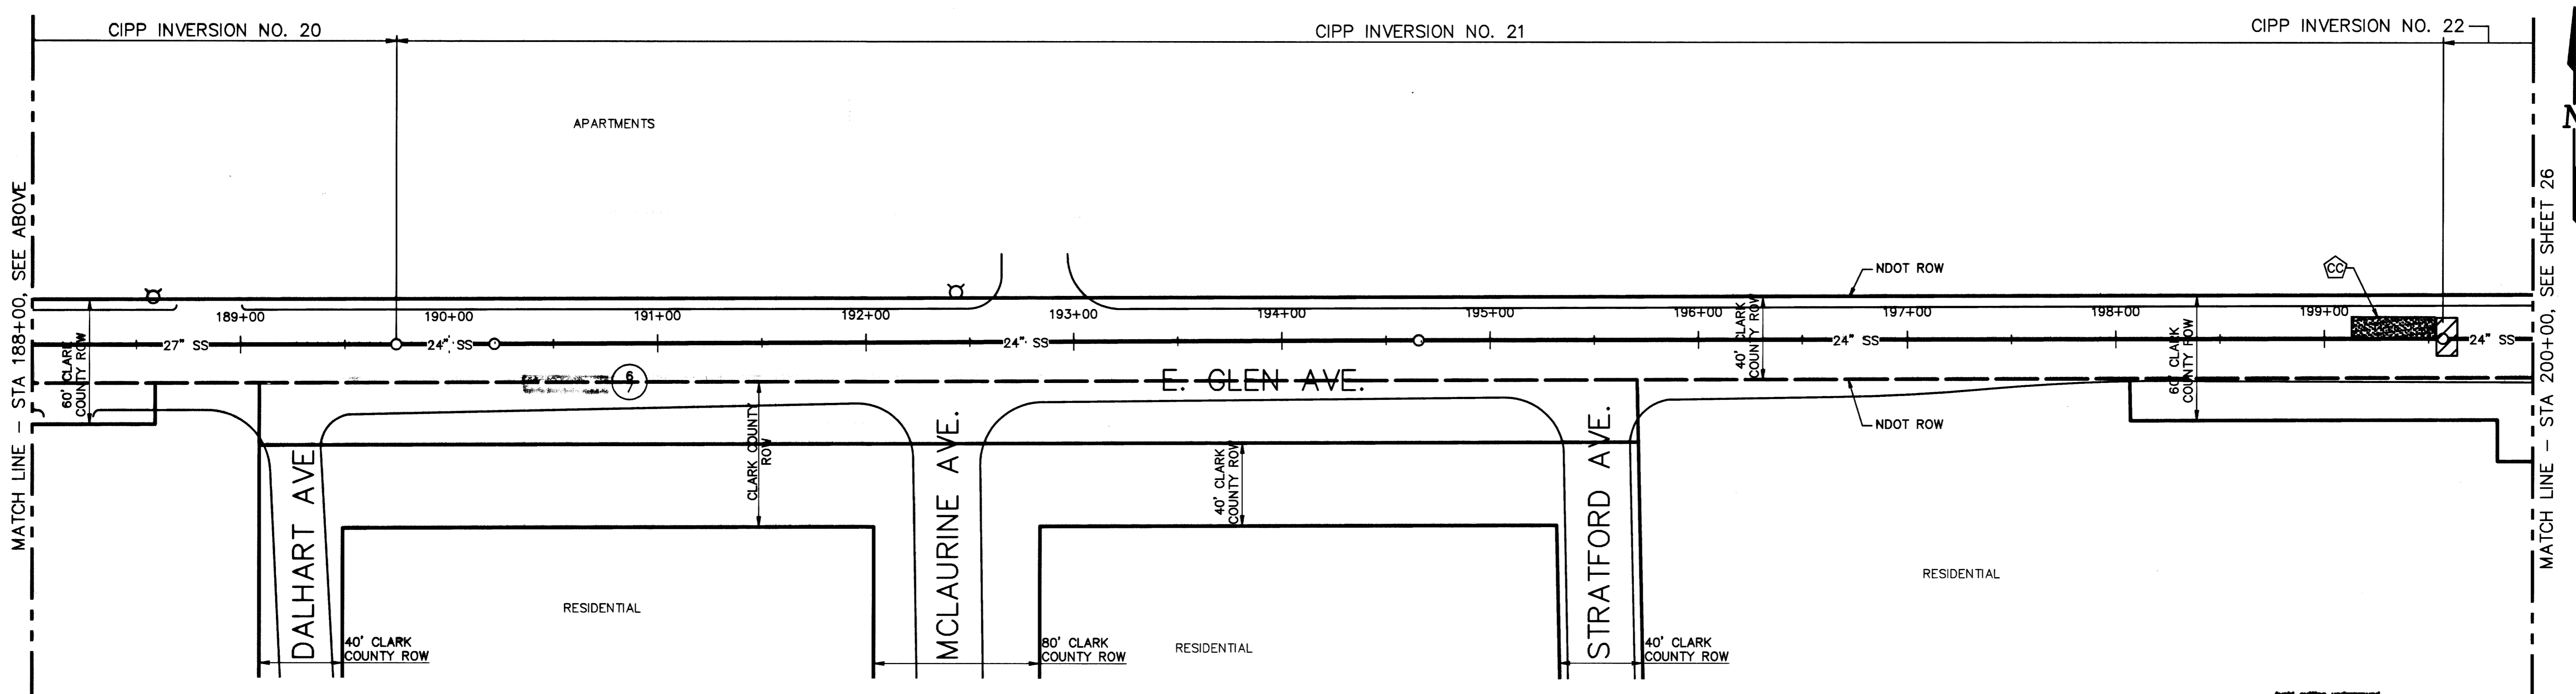 CIPP INVERSION NO. 20
CIPP INVERSION NO. 21
CIPP INVERSION NO. 22
N
APARTMENTS
MATCH LINE - STA 188+00, SEE ABOVE
MATCH LINE - STA 200+00, SEE SHEET 26
NDOT ROW
CC
189+00
190+00
191+00
192+00
193+00
194+00
195+00
196+00
197+00
198+00
199+00
27" SS
24" SS
24" SS
24" SS
24" SS
60' CLARK
COUNTY ROW
40' CLARK
COUNTY ROW
60' CLARK
COUNTY ROW
6
7
E. GLEN AVE.
NDOT ROW
DALHART AVE.
CLARK COUNTY
ROW
MCLAURINE AVE.
40' CLARK
COUNTY ROW
STRATFORD AVE.
RESIDENTIAL
RESIDENTIAL
RESIDENTIAL
40' CLARK
COUNTY ROW
80' CLARK
COUNTY ROW
40' CLARK
COUNTY ROW